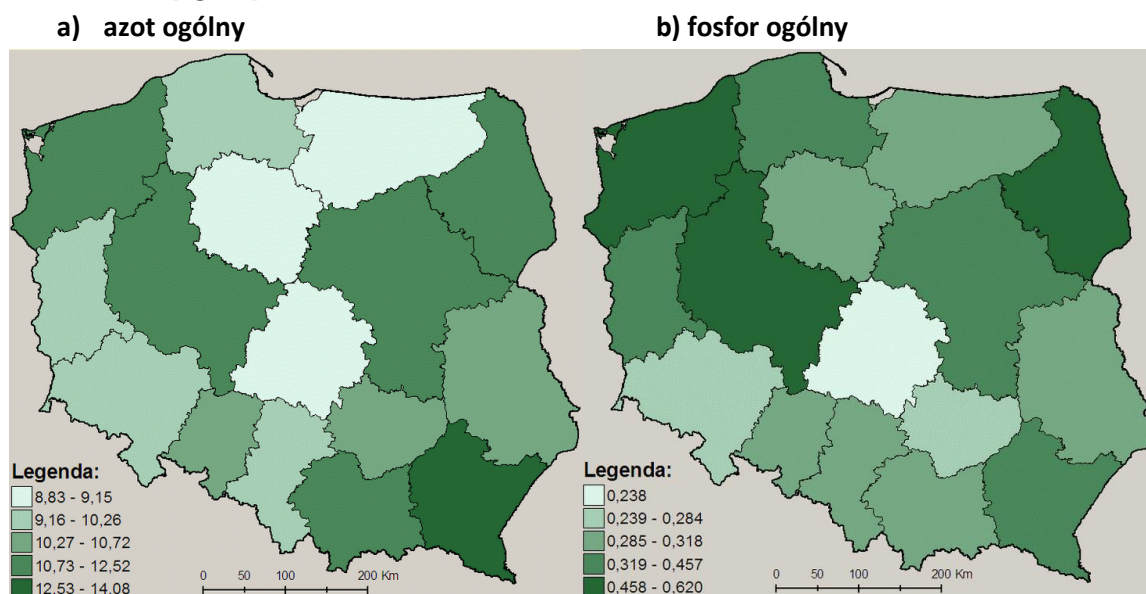 a) azot ogólny
b) fosfor ogólny
Legenda:
8,83 - 9,15
9,16 - 10,26
10,27 - 10,72
10,73 - 12,52
12,53 - 14,08
0 50 100 200 Km
Legenda:
0,238
0,239 - 0,284
0,285 - 0,318
0,319 - 0,457
0,458 - 0,620
0 50 100 200 Km